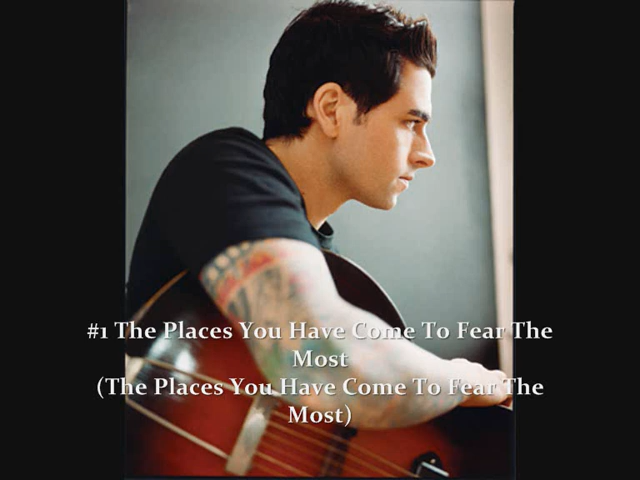 #1 The Places You Have Come To Fear The
Most
(The Places You Have Come To Fear The
Most)